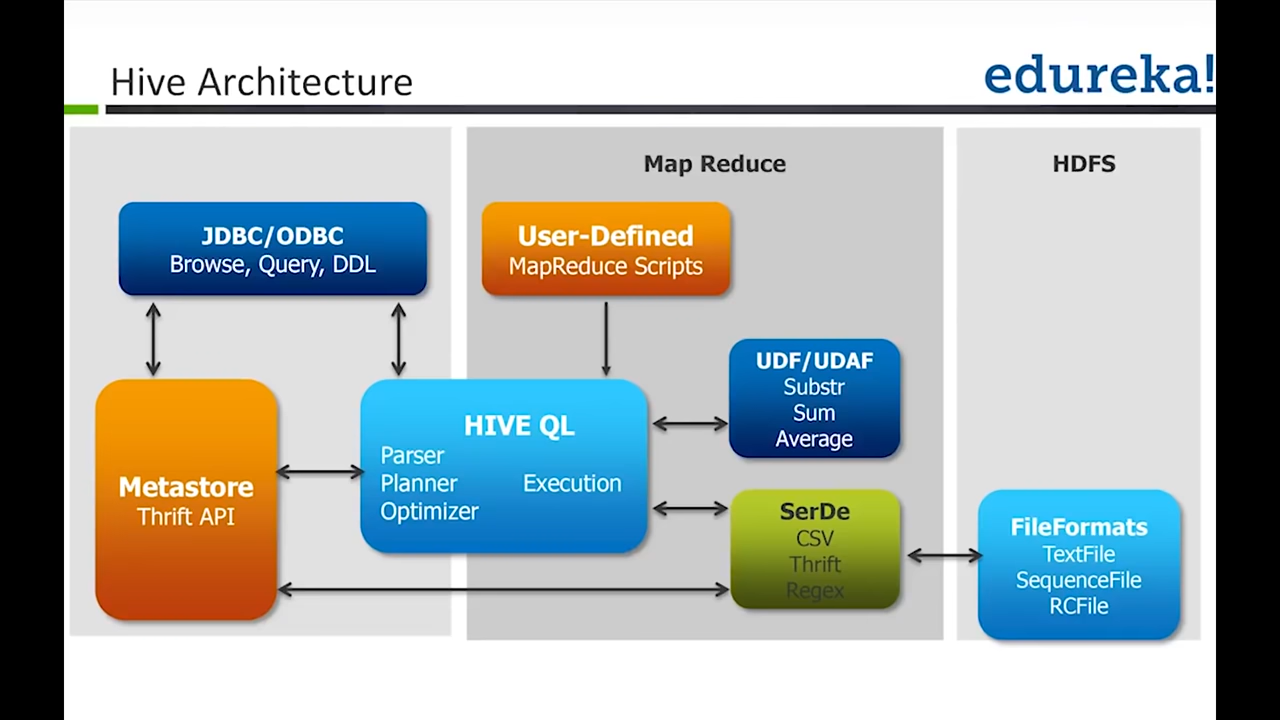 Hive Architecture
edureka!
Map Reduce
HDFS
JDBC/ODBC
Browse, Query, DDL
User-Defined
MapReduce Scripts
UDF/UDAF
Substr
Sum
Average
HIVE QL
Parser
Planner
Optimizer
Execution
Metastore
Thrift API
SerDe
CSV
Thrift
Regex
FileFormats
TextFile
SequenceFile
RCFile